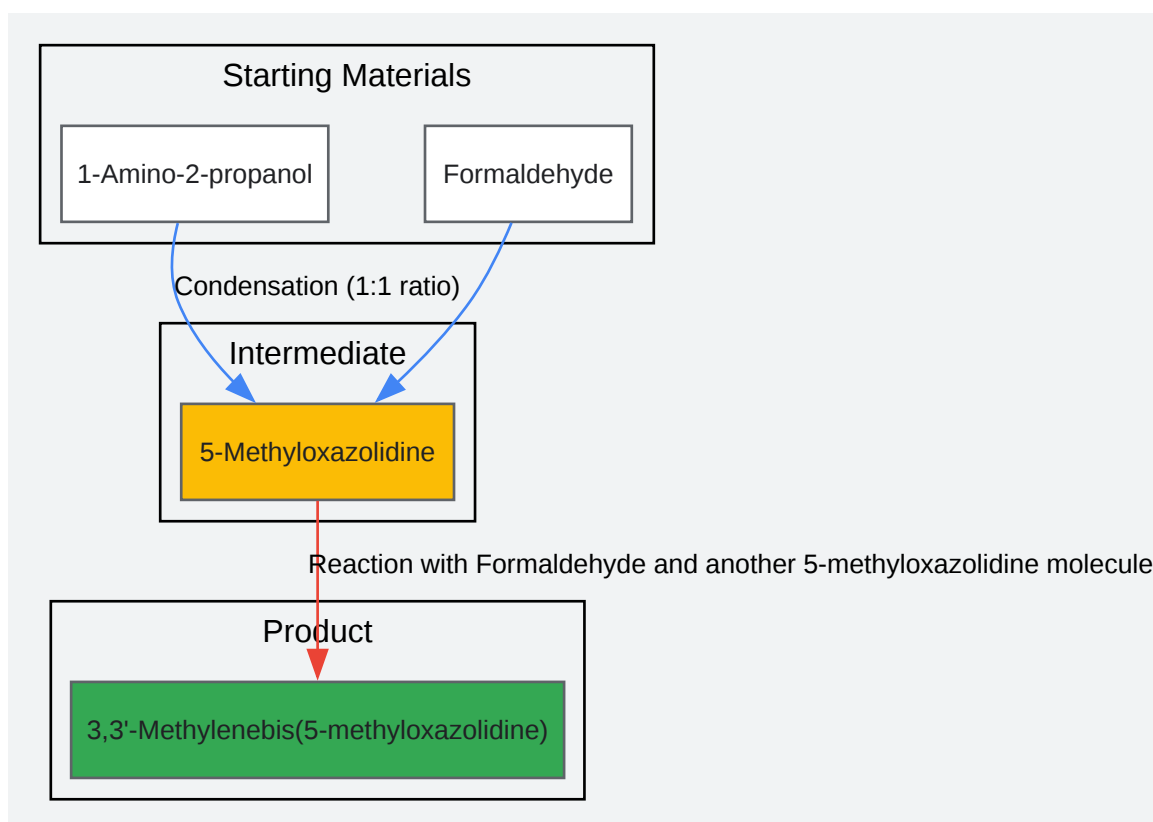 Starting Materials
1-Amino-2-propanol
Formaldehyde
Condensation (1:1 ratio)
Intermediate
5-Methyloxazolidine
Reaction with Formaldehyde and another 5-methyloxazolidine molecule
Product
3,3'-Methylenebis(5-methyloxazolidine)